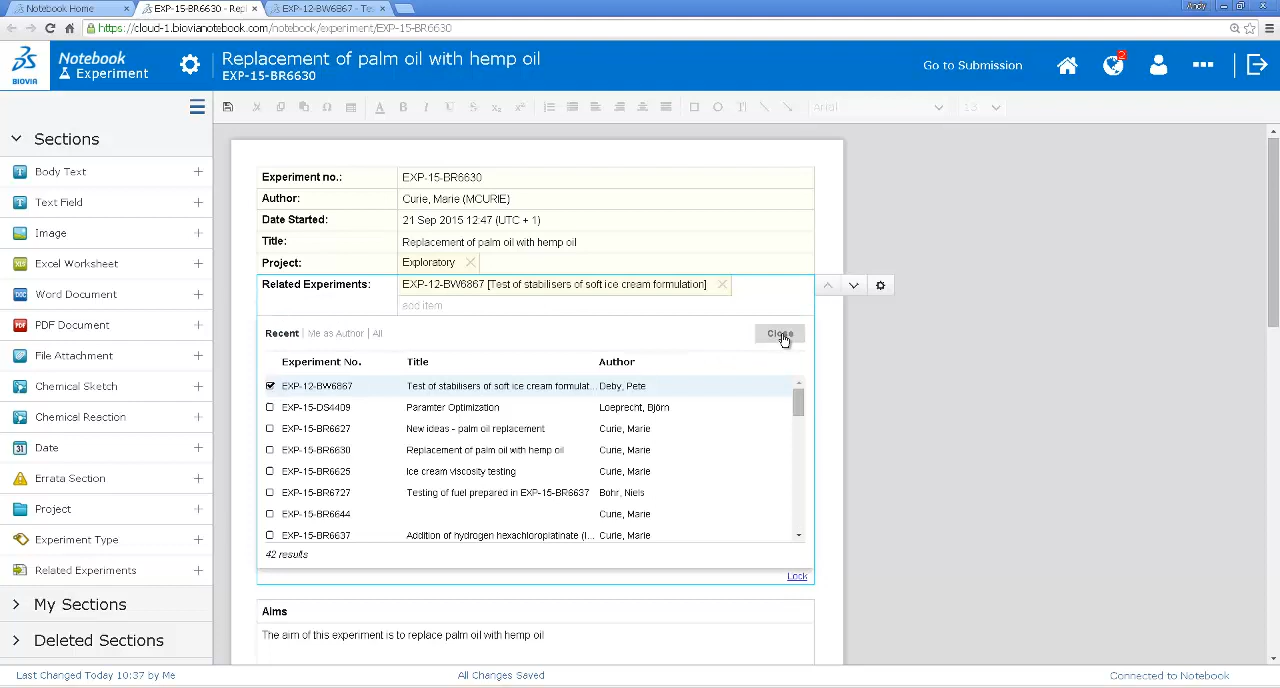 Notebook Home
EXP-15-BR6630 - Repl
EXP-12-BW6867 - Tes
Andy
https://cloud-1.biovianotebook.com/notebook/experiment/EXP-15-BR6630
BIOVIA
Notebook
Experiment
Replacement of palm oil with hemp oil
EXP-15-BR6630
Go to Submission
2
Arial
13
Sections
Body Text
Text Field
Image
Excel Worksheet
Word Document
PDF Document
File Attachment
Chemical Sketch
Chemical Reaction
Date
Errata Section
Project
Experiment Type
Related Experiments
My Sections
Deleted Sections
Experiment no.: EXP-15-BR6630
Author: Curie, Marie (MCURIE)
Date Started: 21 Sep 2015 12:47 (UTC + 1)
Title: Replacement of palm oil with hemp oil
Project: Exploratory
Related Experiments: EXP-12-BW6867 [Test of stabilisers of soft ice cream formulation]
add item
Recent | Me as Author | All
Close
Experiment No. Title Author
EXP-12-BW6867 Test of stabilisers of soft ice cream formulat... Deby, Pete
EXP-15-DS4409 Paramter Optimization Loeprecht, Björn
EXP-15-BR6627 New ideas - palm oil replacement Curie, Marie
EXP-15-BR6630 Replacement of palm oil with hemp oil Curie, Marie
EXP-15-BR6625 Ice cream viscosity testing Curie, Marie
EXP-15-BR6727 Testing of fuel prepared in EXP-15-BR6637 Bohr, Niels
EXP-15-BR6644 Curie, Marie
EXP-15-BR6637 Addition of hydrogen hexachloroplatinate (I... Curie, Marie
42 results
Lock
Aims
The aim of this experiment is to replace palm oil with hemp oil
Last Changed Today 10:37 by Me
All Changes Saved
Connected to Notebook